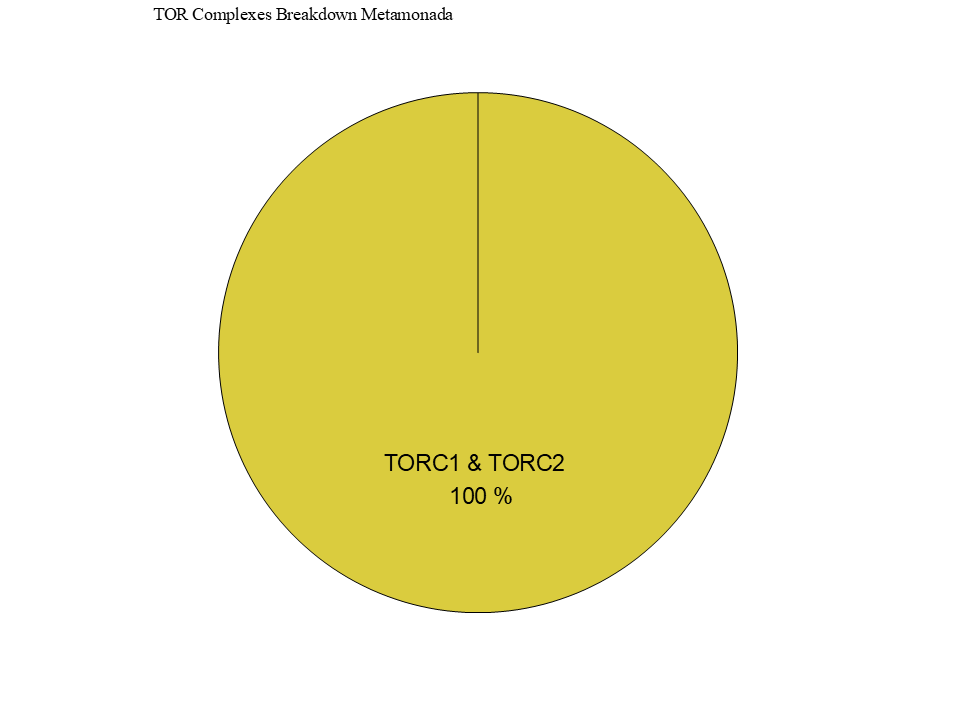 TOR Complexes Breakdown Metamonada
TORC1 & TORC2
100 %